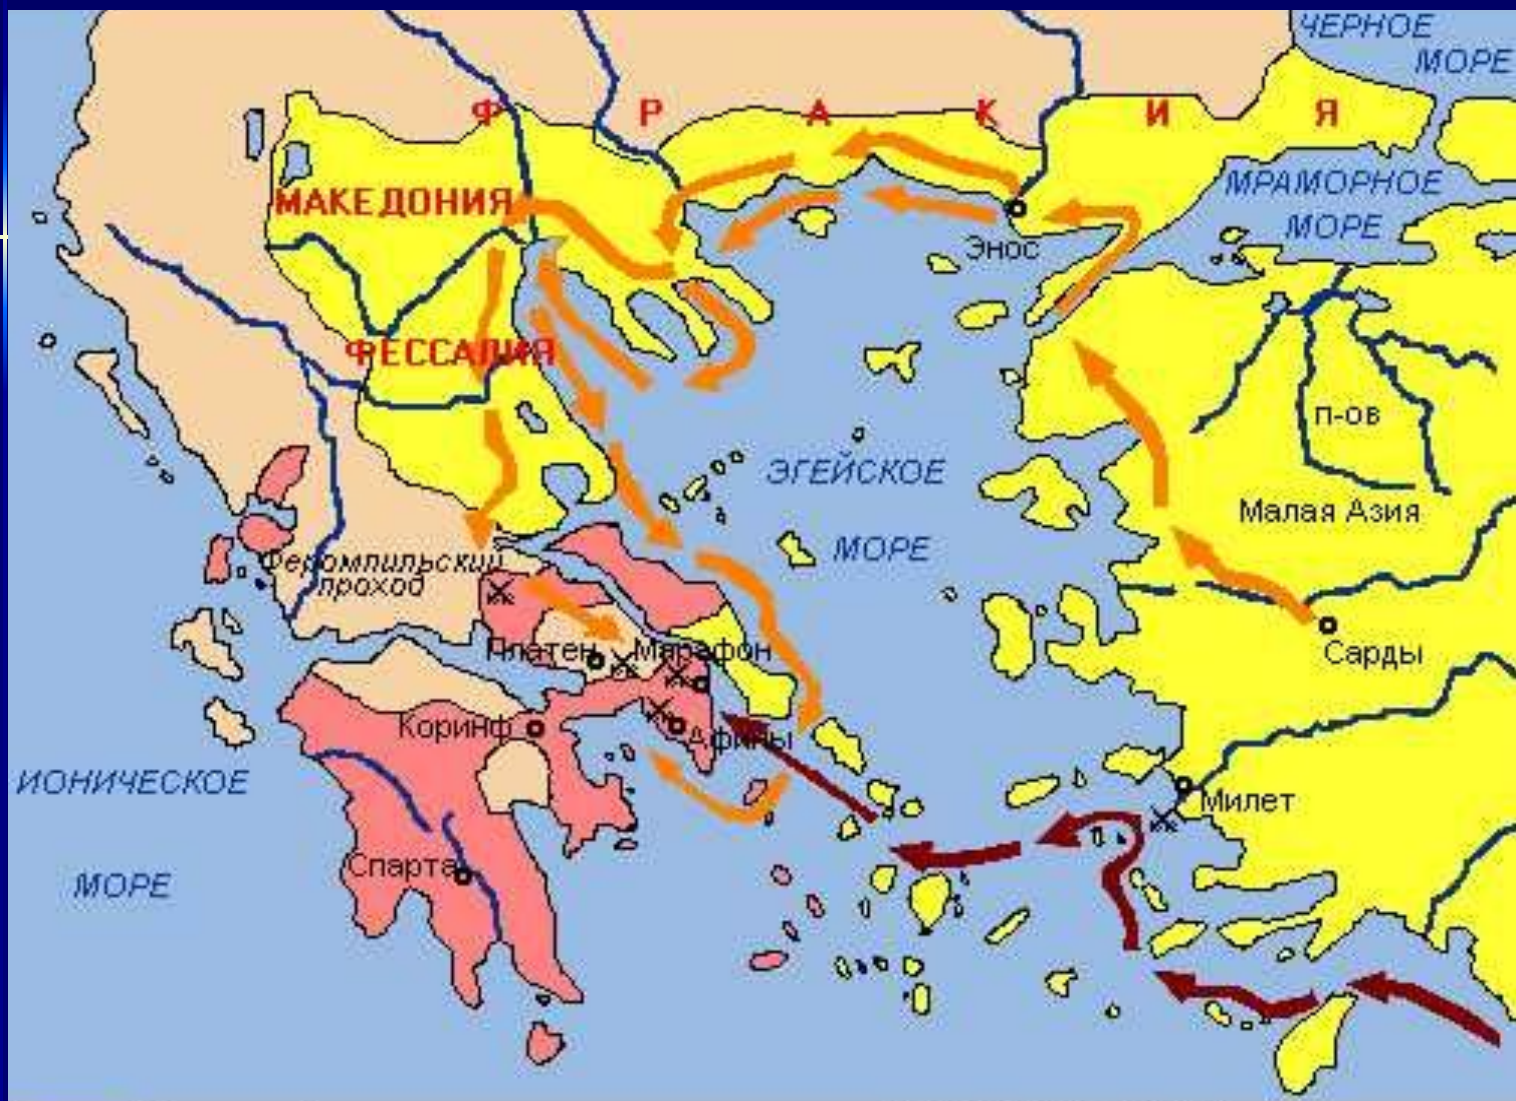 ЧЕРНОЕ
МОРЕ
Ф Р А К И Я
МАКЕДОНИЯ
МРАМОРНОЕ
МОРЕ
Энос
ФЕССАЛИЯ
п-ов
ЭГЕЙСКОЕ
МОРЕ
Малая Азия
Феромпильский
проход
Платеи
Марафон
Сарды
Коринф
Афины
ИОНИЧЕСКОЕ
МОРЕ
Милет
Спарта